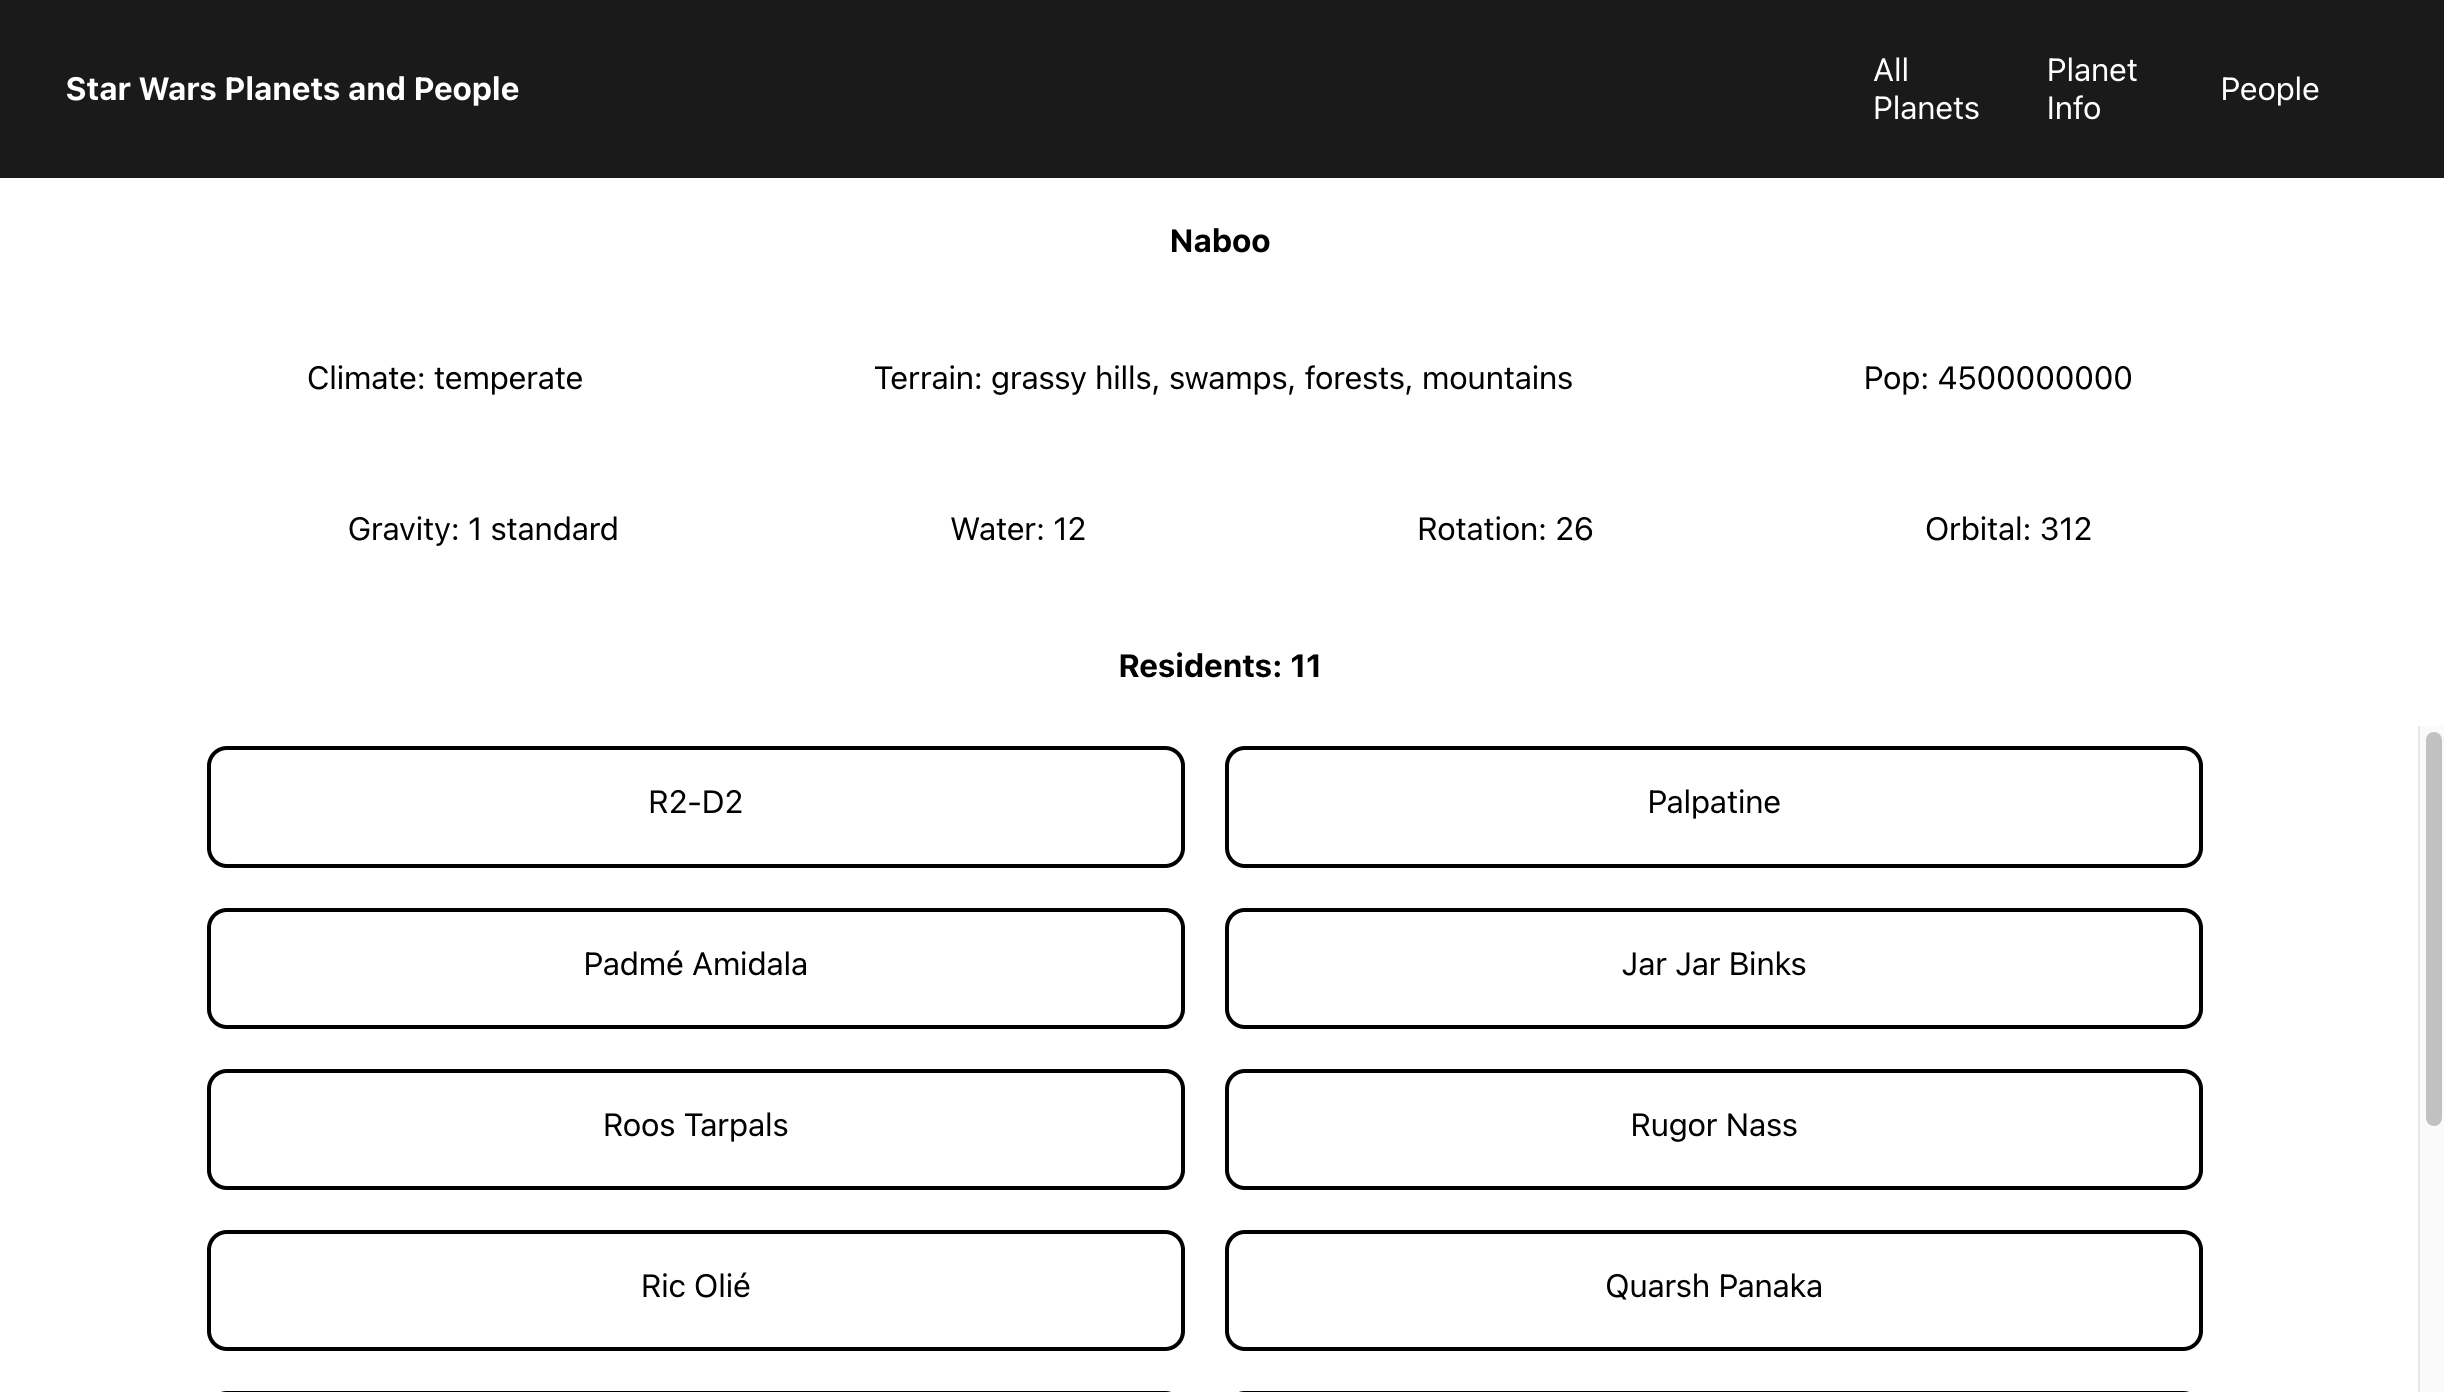 Star Wars Planets and People
All
Planets
Planet
Info
People
Naboo
Climate: temperate
Terrain: grassy hills, swamps, forests, mountains
Pop: 4500000000
Gravity: 1 standard
Water: 12
Rotation: 26
Orbital: 312
Residents: 11
R2-D2
Palpatine
Padmé Amidala
Jar Jar Binks
Roos Tarpals
Rugor Nass
Ric Olié
Quarsh Panaka